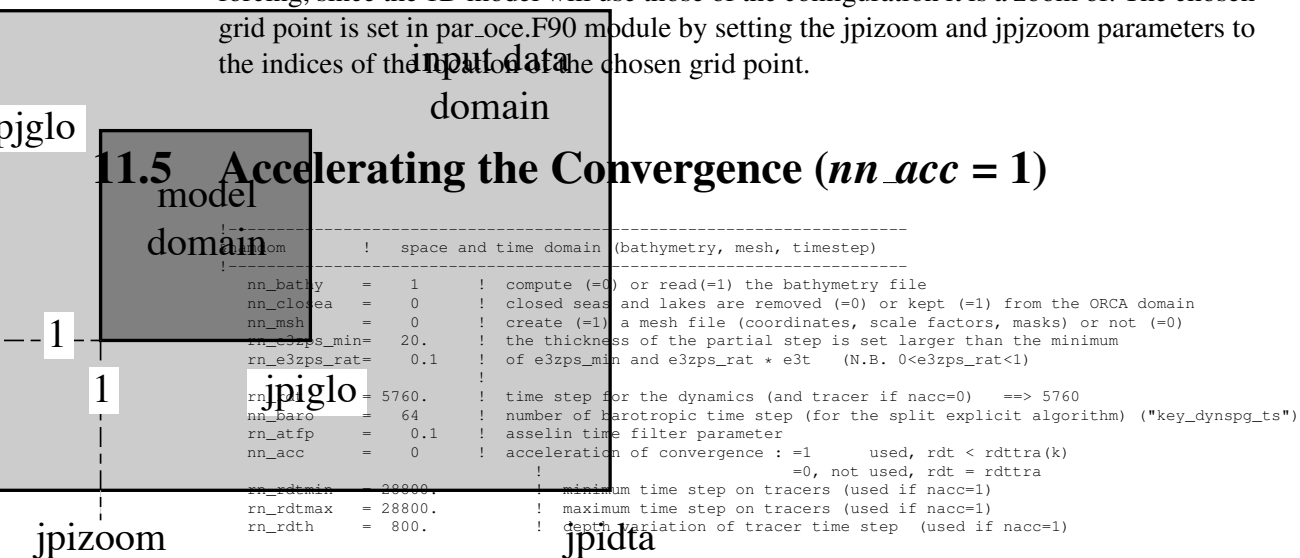 grid point is set in par_oce.F90 module by setting the jpizoom and jpjzoom parameters to
the indices of the location of the chosen grid point.
input data
domain
pjglo
11.5 Accelerating the Convergence (nn_acc = 1)
model
domain
!-----------------------------------------------------------------------
&namdom ! space and time domain (bathymetry, mesh, timestep)
!-----------------------------------------------------------------------
nn_bathy = 1 ! compute (=0) or read(=1) the bathymetry file
nn_closea = 0 ! closed seas and lakes are removed (=0) or kept (=1) from the ORCA domain
nn_msh = 0 ! create (=1) a mesh file (coordinates, scale factors, masks) or not (=0)
rn_e3zps_min= 20. ! the thickness of the partial step is set larger than the minimum
rn_e3zps_rat= 0.1 ! of e3zps_min and e3zps_rat * e3t (N.B. 0<e3zps_rat<1)
!
rn_rdt = 5760. ! time step for the dynamics (and tracer if nacc=0) ==> 5760
nn_baro = 64 ! number of barotropic time step (for the split explicit algorithm) ("key_dynspg_ts")
rn_atfp = 0.1 ! asselin time filter parameter
nn_acc = 0 ! acceleration of convergence : =1 used, rdt < rdttra(k)
! =0, not used, rdt = rdttra
rn_rdtmin = 28800. ! minimum time step on tracers (used if nacc=1)
rn_rdtmax = 28800. ! maximum time step on tracers (used if nacc=1)
rn_rdth = 800. ! depth variation of tracer time step (used if nacc=1)
1
1
jpiglo
jpizoom
jpidta